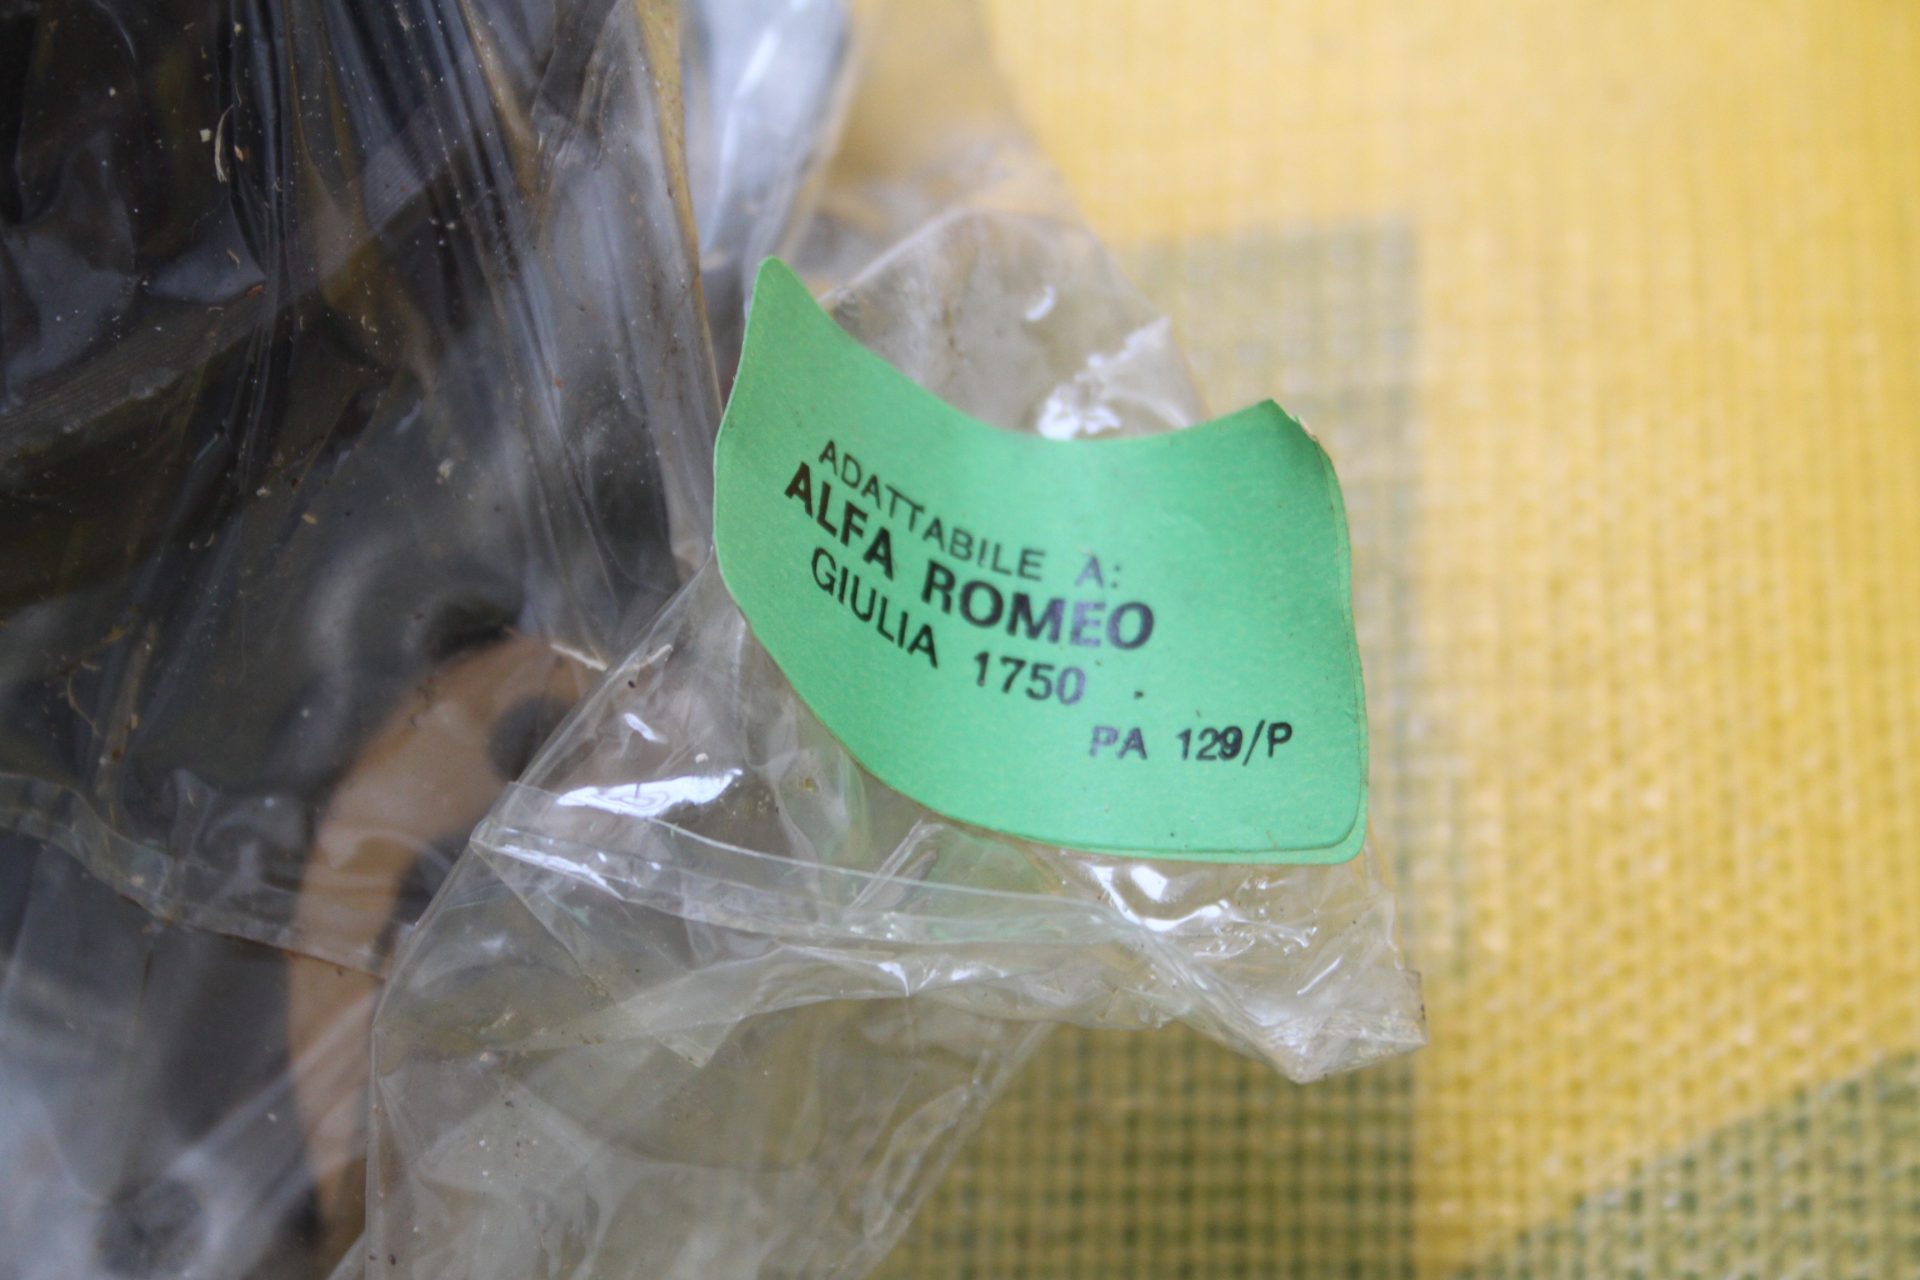 ADATTABILE A:
ALFA ROMEO
GIULIA 1750
PA 129/P